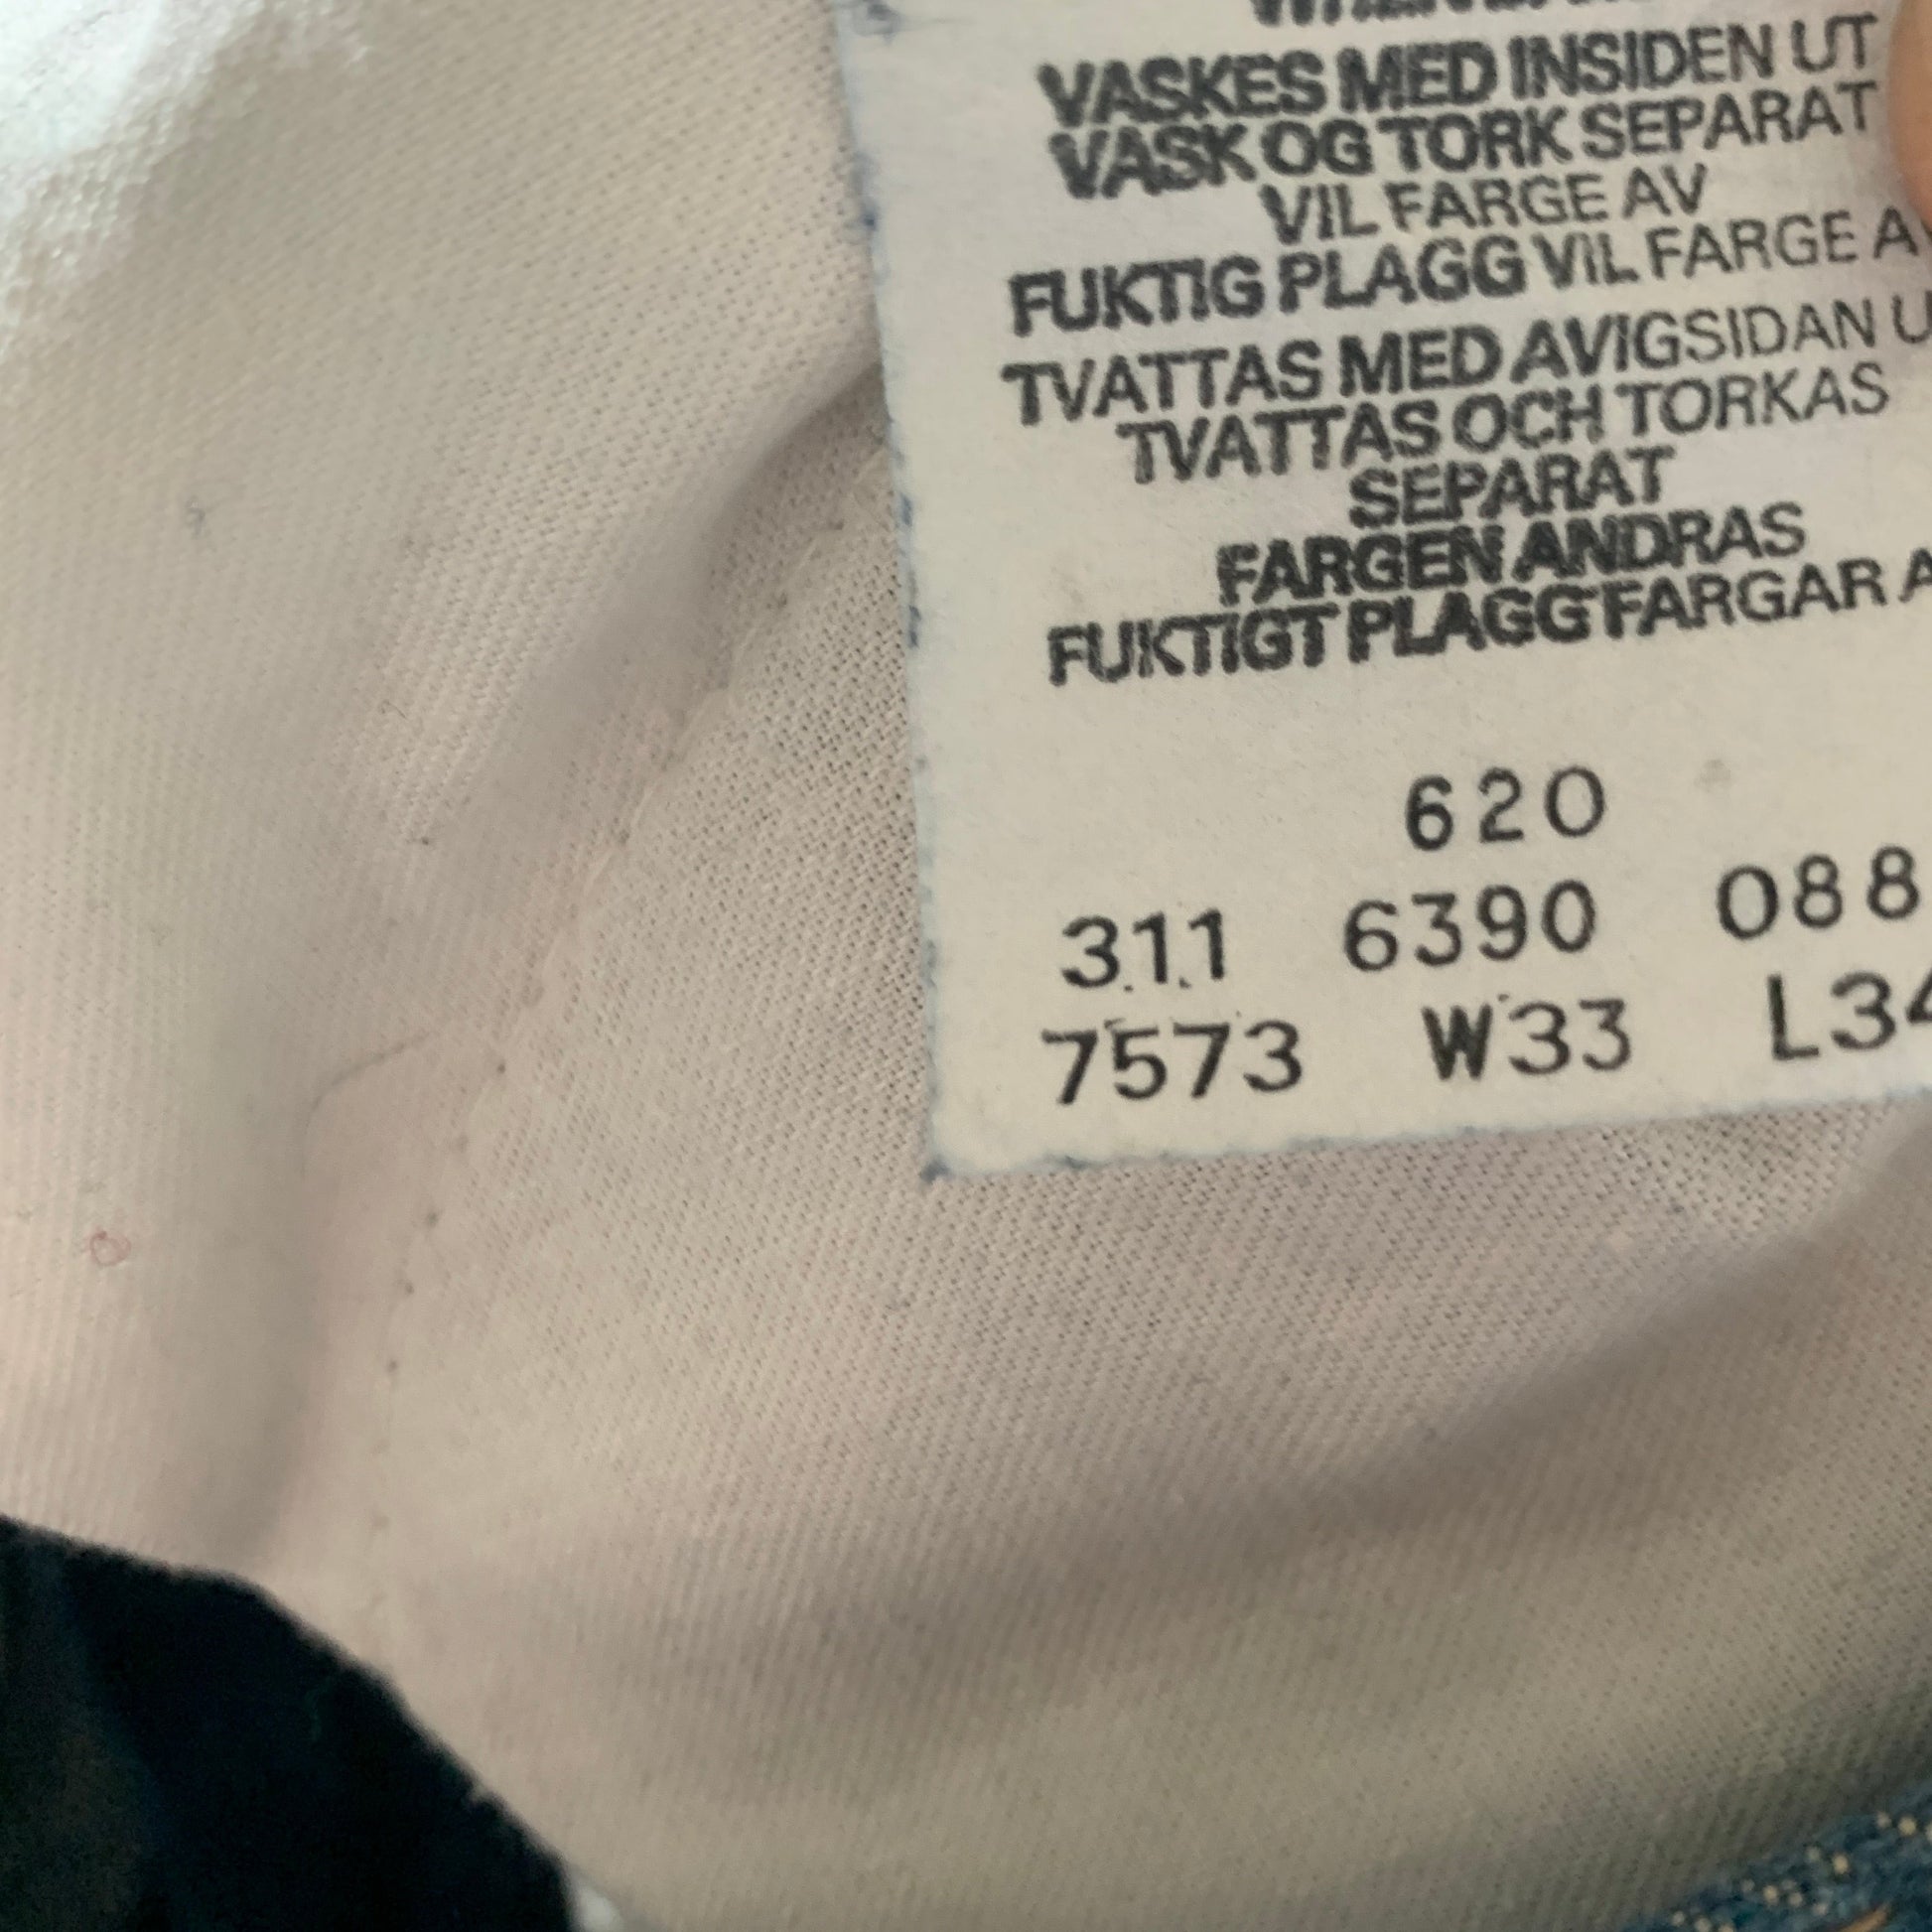 VASKES MED INSIDEN UT
VASK OG TORK SEPARAT
VIL FARGE AV
FUKTIG PLAGG VIL FARGE A
TVATTAS MED AVIGSIDAN U
TVATTAS OCH TORKAS
SEPARAT
FARGEN ANDRAS
FUKTIGT PLAGG FARGAR A
620
311 6390 088
7573 W33 L34